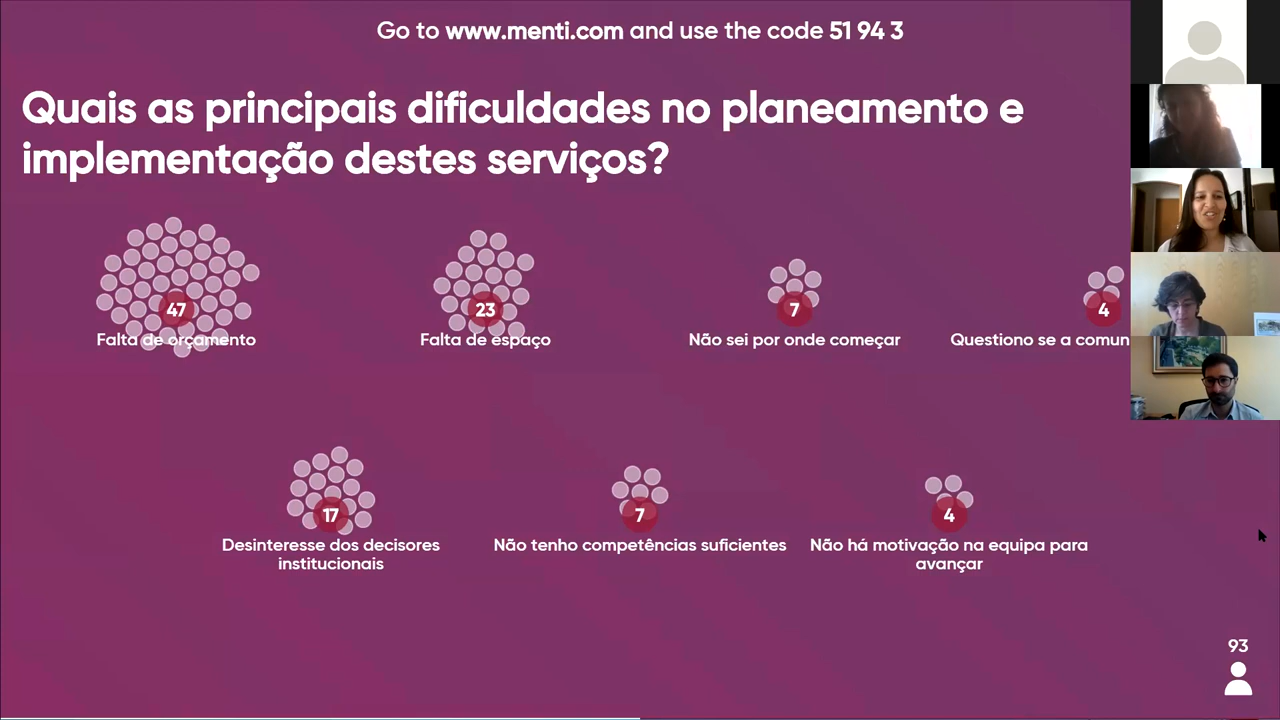 Go to www.menti.com and use the code 51 94 3
Quais as principais dificuldades no planeamento e
implementação destes serviços?
47
Falta de orçamento
23
Falta de espaço
7
Não sei por onde começar
4
Questiono se a comun
17
Desinteresse dos decisores
institucionais
7
Não tenho competências suficientes
4
Não há motivação na equipa para
avançar
93